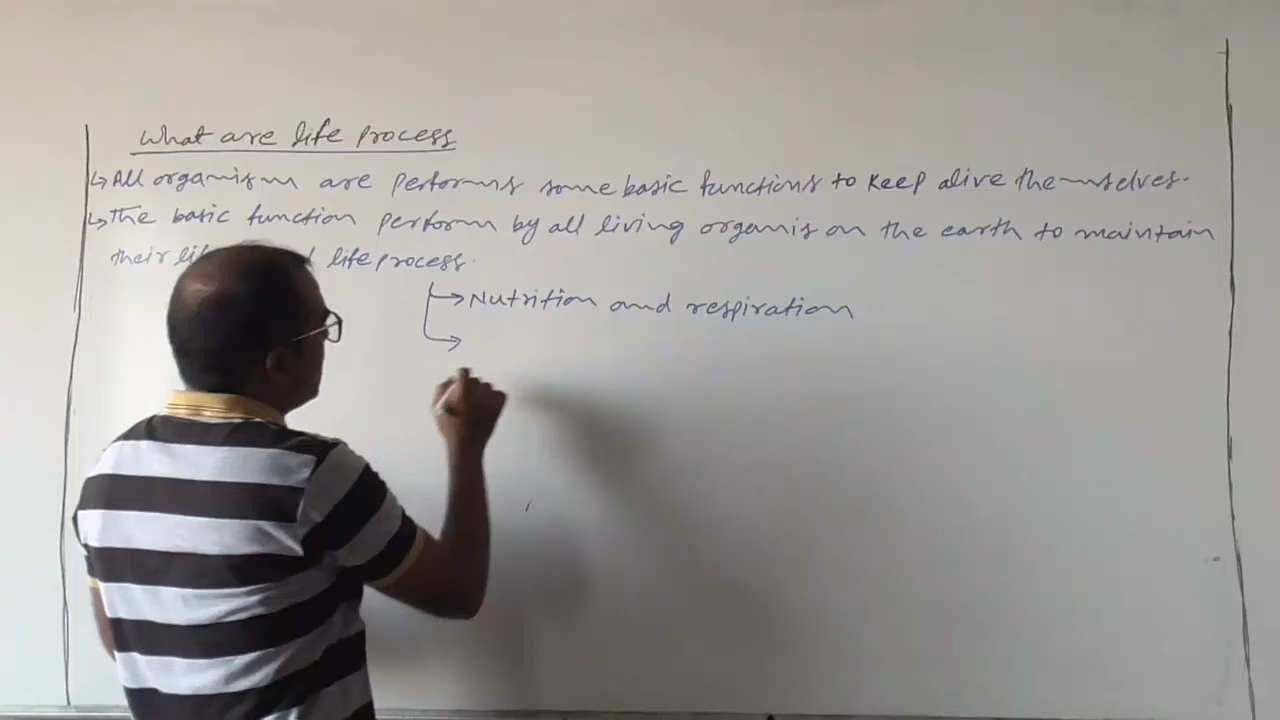 What are life process
↳ All organism are performs some basic functions to keep alive themselves.
↳ The basic function perform by all living organis on the earth to maintain
their life process.
→ Nutrition and respiration
→